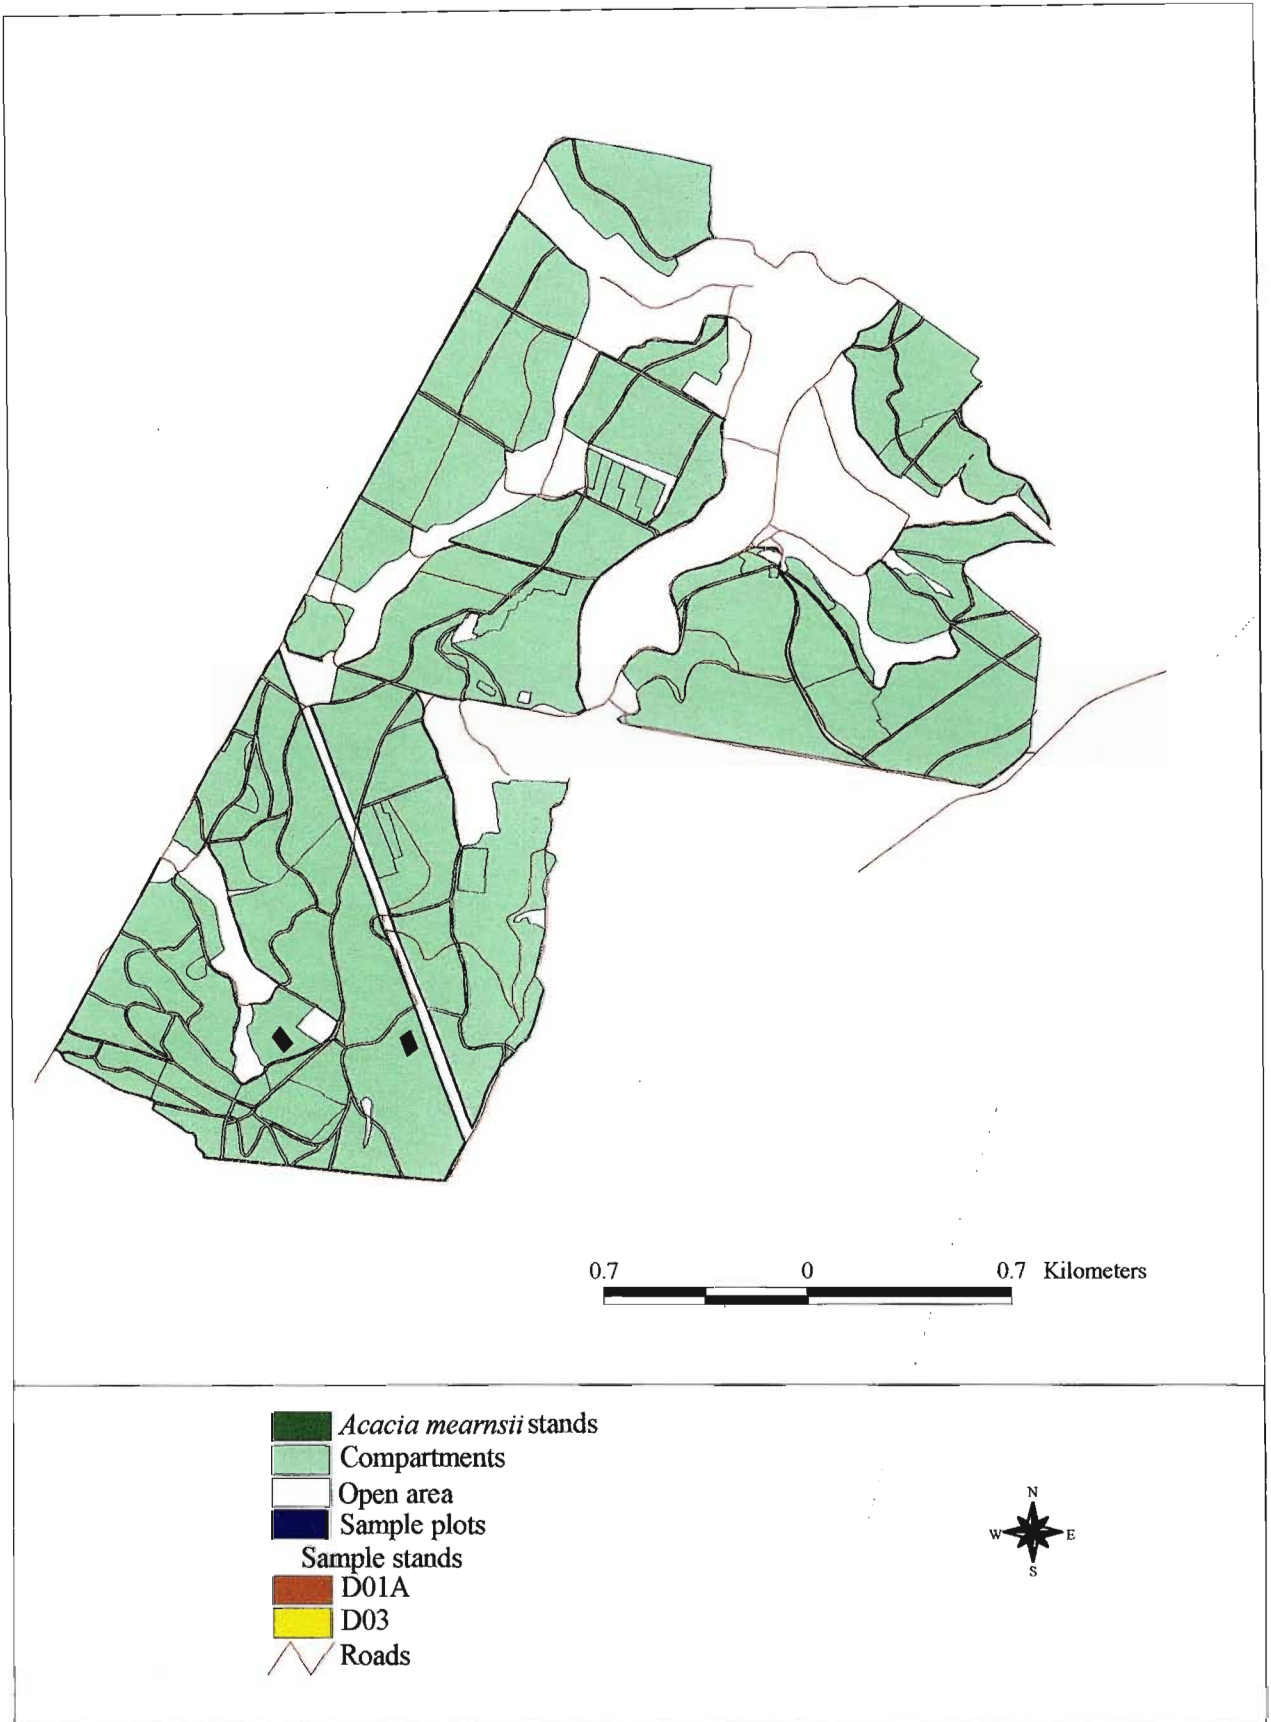 0.7 0 0.7 Kilometers
Acacia mearnsii stands
Compartments
Open area
Sample plots
Sample stands
D01A
D03
Roads
N
W E
S